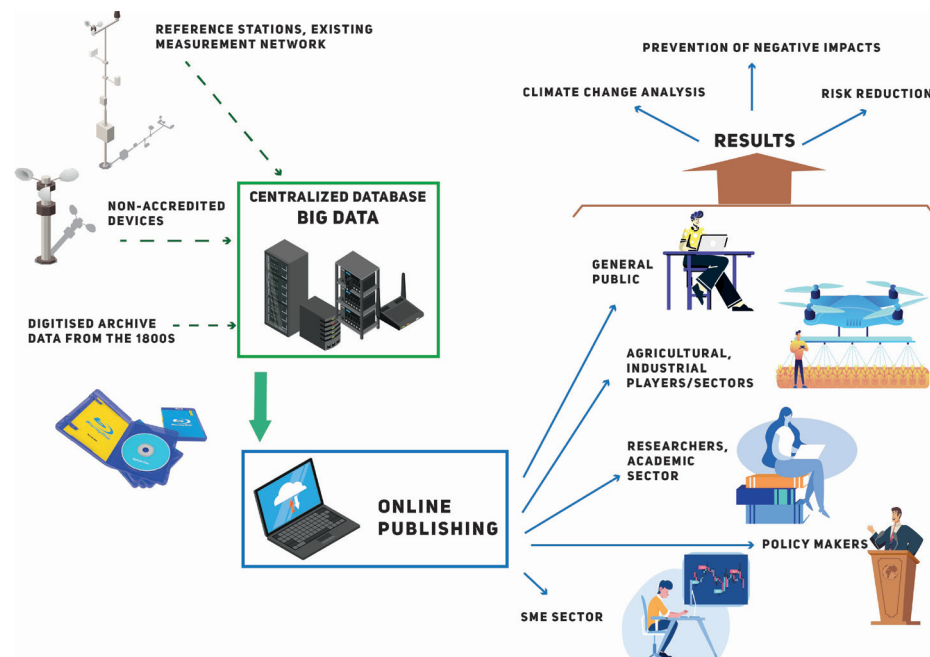 REFERENCE STATIONS, EXISTING
MEASUREMENT NETWORK
NON-ACCREDITED
DEVICES
DIGITISED ARCHIVE
DATA FROM THE 1800S
CENTRALIZED DATABASE
BIG DATA
ONLINE
PUBLISHING
PREVENTION OF NEGATIVE IMPACTS
CLIMATE CHANGE ANALYSIS
RISK REDUCTION
RESULTS
GENERAL
PUBLIC
AGRICULTURAL,
INDUSTRIAL
PLAYERS/SECTORS
RESEARCHERS,
ACADEMIC
SECTOR
POLICY MAKERS
SME SECTOR